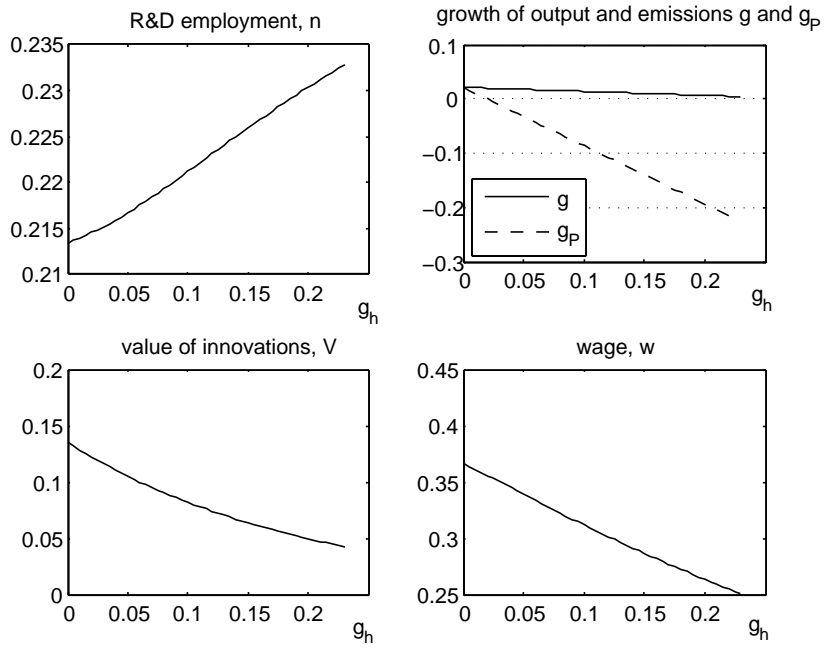 R&D employment, n
0.235
0.23
0.225
0.22
0.215
0.21
0 0.05 0.1 0.15 0.2
g_h
growth of output and emissions g and g_P
0.1
0
−0.1
−0.2
−0.3
g
g_P
0 0.05 0.1 0.15 0.2
g_h
value of innovations, V
0.2
0.15
0.1
0.05
0
0 0.05 0.1 0.15 0.2
g_h
wage, w
0.45
0.4
0.35
0.3
0.25
0 0.05 0.1 0.15 0.2
g_h